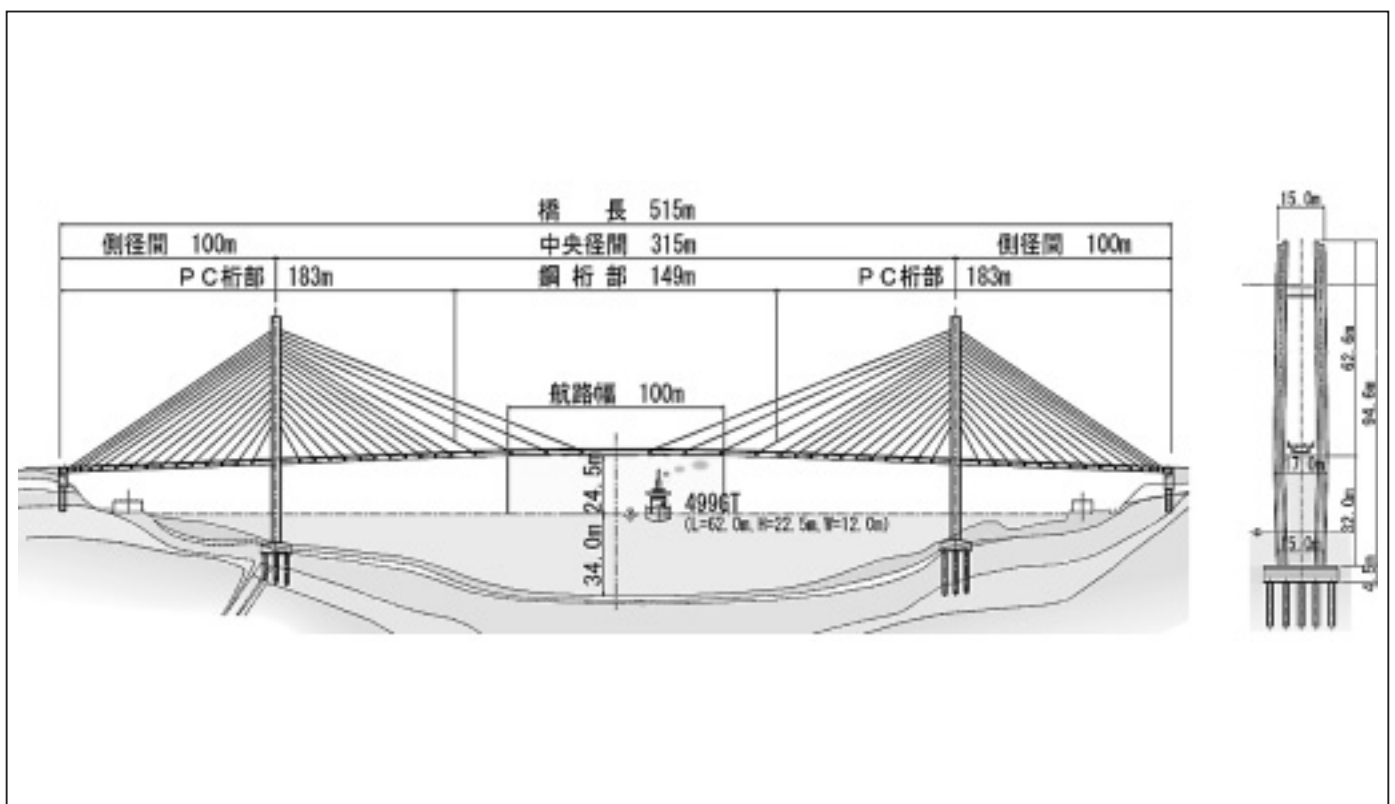 橋　　長　515m
側径間　100m
中央径間　315m
側径間　100m
ＰＣ桁部　183m
鋼 桁 部　149m
ＰＣ桁部　183m
航路幅　100m
24.5m
34.0m
499GT
(L=62.0m,H=22.5m,W=12.0m)
15.0m
62.6m
94.6m
7.0m
32.0m
15.0m
4.5m